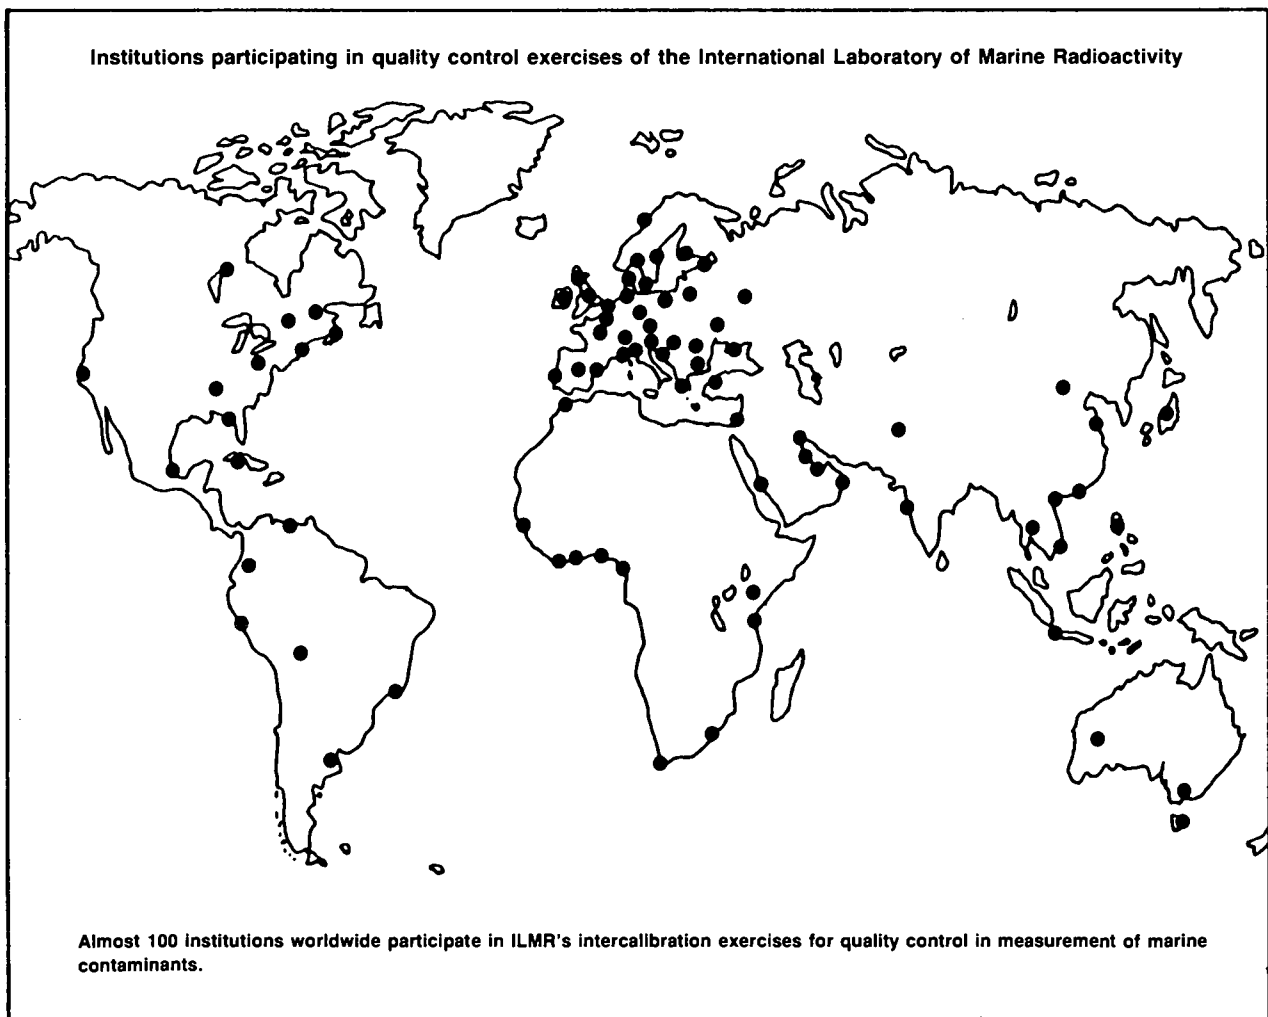 Institutions participating in quality control exercises of the International Laboratory of Marine Radioactivity
Almost 100 institutions worldwide participate in ILMR's intercalibration exercises for quality control in measurement of marine
contaminants.